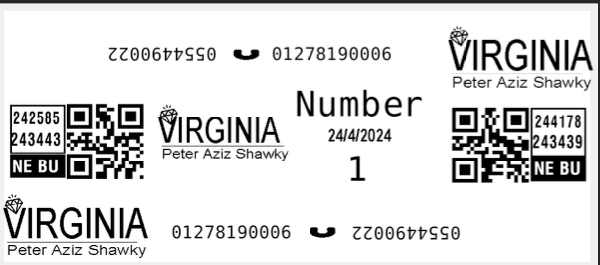 0554490022 01278190006
VIRGINIA
Peter Aziz Shawky
242585
243443
NE BU
VIRGINIA
Peter Aziz Shawky
Number
24/4/2024
1
244178
243439
NE BU
VIRGINIA
Peter Aziz Shawky
01278190006 0554490022